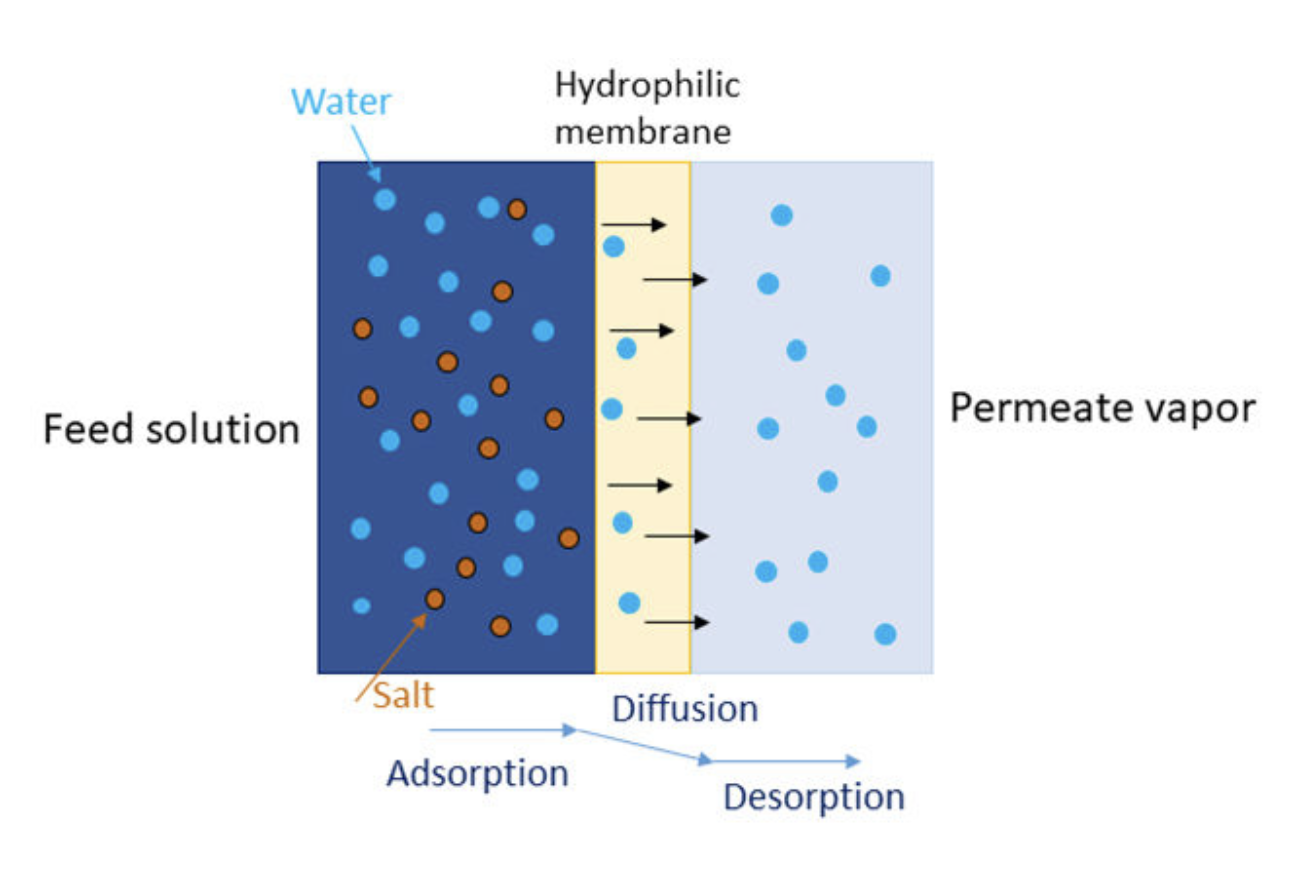 Water
Hydrophilic
membrane
Feed solution
Permeate vapor
Salt
Diffusion
Adsorption
Desorption